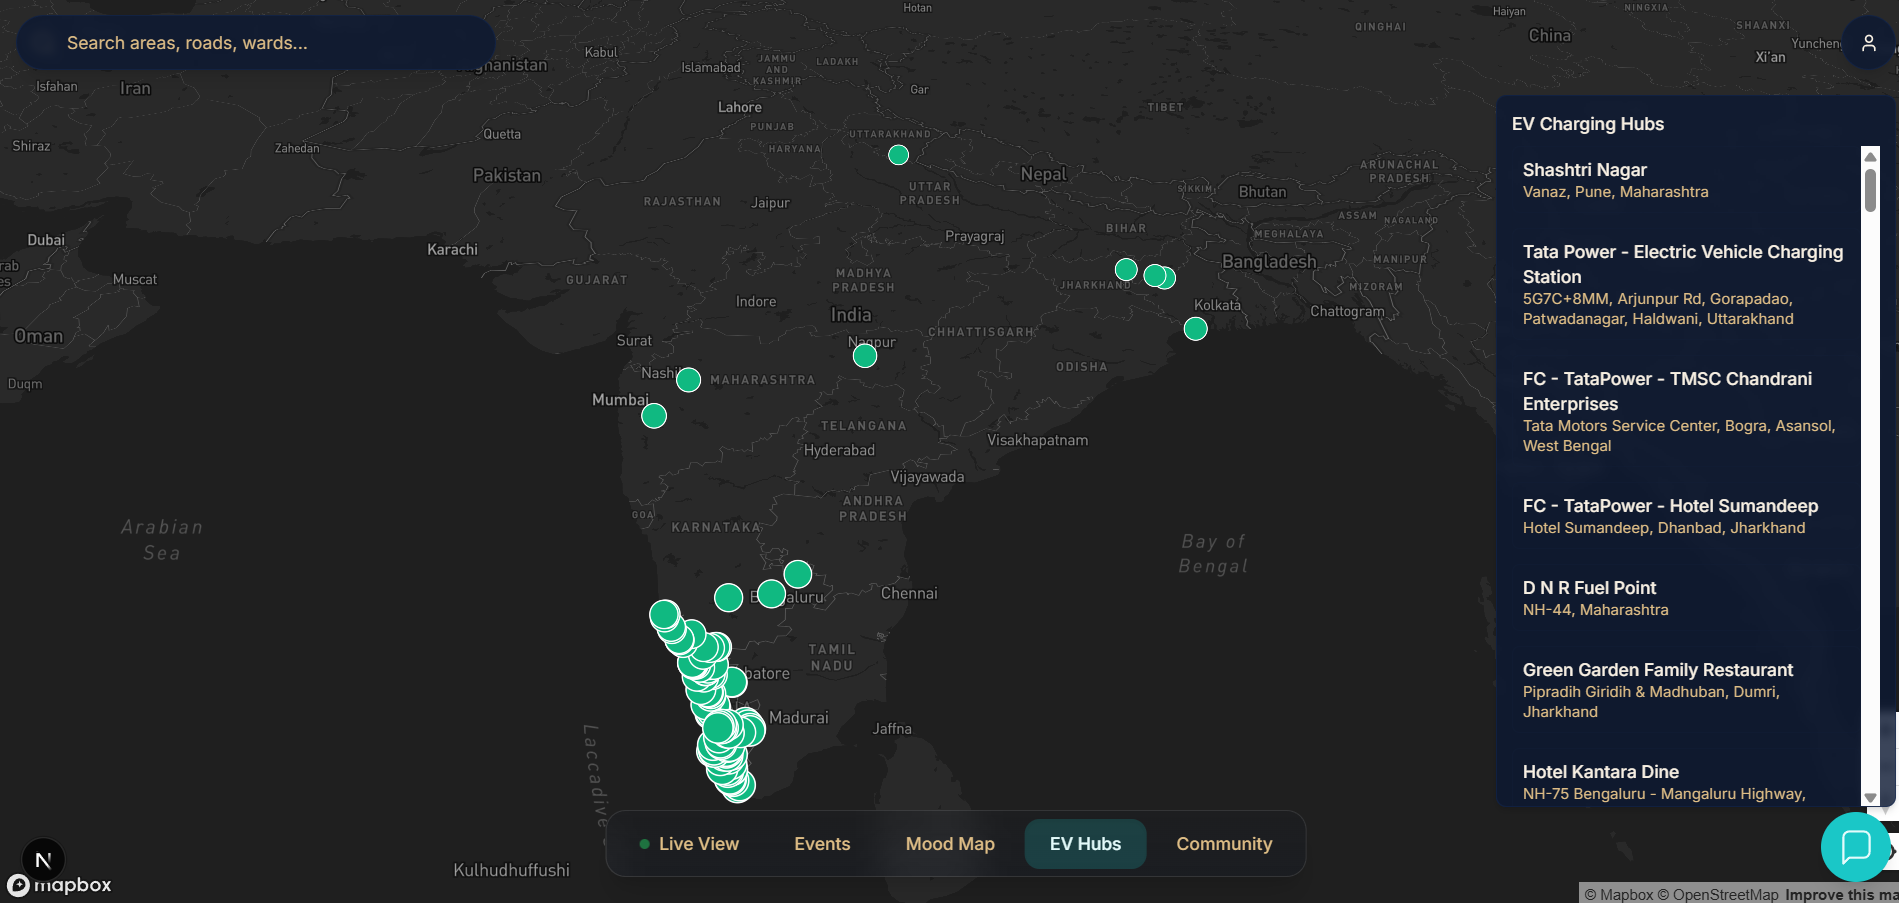 Search areas, roads, wards...
Hotan
Haiyan
NINGXIA
QINGHAI
SHAANXI
China
Yuncheng
Xi'an
Kabul
JAMMU
AND
KASHMIR
LADAKH
Islamabad
Isfahan
Iran
Gar
Lahore
TIBET
PUNJAB
UTTARAKHAND
Quetta
HARYANA
Shiraz
Zahedan
Pakistan
Nepal
ARUNACHAL
PRADESH
UTTAR
PRADESH
SIKKIM
Bhutan
RAJASTHAN
Jaipur
ASSAM
NAGALAND
BIHAR
MEGHALAYA
Prayagraj
Dubai
Karachi
Bangladesh
MANIPUR
Muscat
GUJARAT
MADHYA
PRADESH
JHARKHAND
MIZORAM
Indore
Kolkata
Chattogram
India
Oman
CHHATTISGARH
Surat
Nagpur
ODISHA
MAHARASHTRA
Duqm
Mumbai
TELANGANA
Hyderabad
Visakhapatnam
Vijayawada
ANDHRA
PRADESH
GOA
KARNATAKA
Arabian
Sea
Bay of
Bengal
Chennai
TAMIL
NADU
Madurai
Jaffna
Laccadive
Kulhudhuffushi
EV Charging Hubs
Shashtri Nagar
Vanaz, Pune, Maharashtra
Tata Power - Electric Vehicle Charging
Station
5G7C+8MM, Arjunpur Rd, Gorapadao,
Patwadanagar, Haldwani, Uttarakhand
FC - TataPower - TMSC Chandrani
Enterprises
Tata Motors Service Center, Bogra, Asansol,
West Bengal
FC - TataPower - Hotel Sumandeep
Hotel Sumandeep, Dhanbad, Jharkhand
D N R Fuel Point
NH-44, Maharashtra
Green Garden Family Restaurant
Pipradih Giridih & Madhuban, Dumri,
Jharkhand
Hotel Kantara Dine
NH-75 Bengaluru - Mangaluru Highway,
Live View
Events
Mood Map
EV Hubs
Community
N
mapbox
© Mapbox © OpenStreetMap Improve this ma